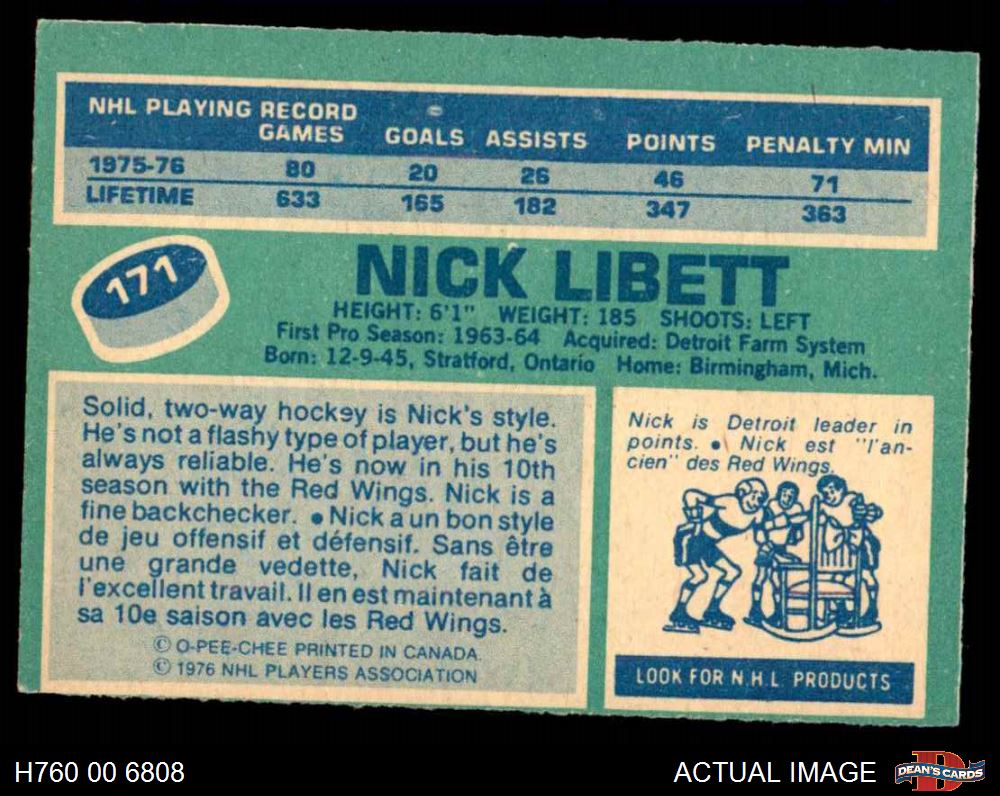 NHL PLAYING RECORD
GAMES GOALS ASSISTS POINTS PENALTY MIN
1975-76 80 20 26 46 71
LIFETIME 633 165 182 347 363
171
NICK LIBETT
HEIGHT: 6'1" WEIGHT: 185 SHOOTS: LEFT
First Pro Season: 1963-64 Acquired: Detroit Farm System
Born: 12-9-45, Stratford, Ontario Home: Birmingham, Mich.
Solid, two-way hockey is Nick's style.
He's not a flashy type of player, but he's
always reliable. He's now in his 10th
season with the Red Wings. Nick is a
fine backchecker. ● Nick a un bon style
de jeu offensif et défensif. Sans être
une grande vedette, Nick fait de
l'excellent travail. Il en est maintenant à
sa 10e saison avec les Red Wings.
© O-PEE-CHEE PRINTED IN CANADA
© 1976 NHL PLAYERS ASSOCIATION
Nick is Detroit leader in
points. ● Nick est "l'an-
cien" des Red Wings.
LOOK FOR N.H.L PRODUCTS
H760 00 6808
ACTUAL IMAGE
D
DEAN'S CARDS